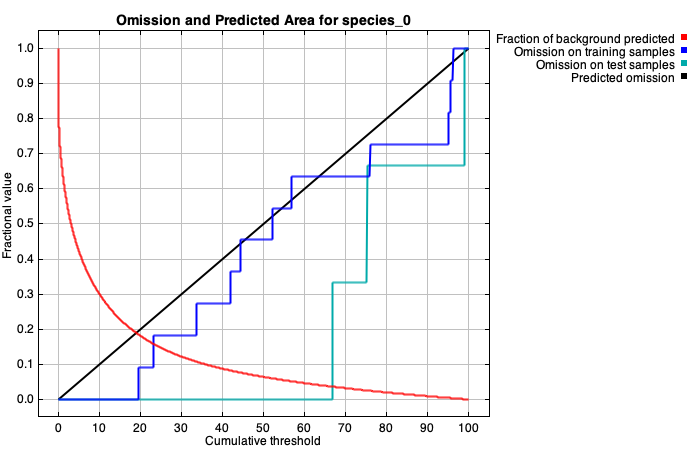 Omission and Predicted Area for species_0
Fraction of background predicted
Omission on training samples
Omission on test samples
Predicted omission
Fractional value
1.0
0.9
0.8
0.7
0.6
0.5
0.4
0.3
0.2
0.1
0.0
0 10 20 30 40 50 60 70 80 90 100
Cumulative threshold